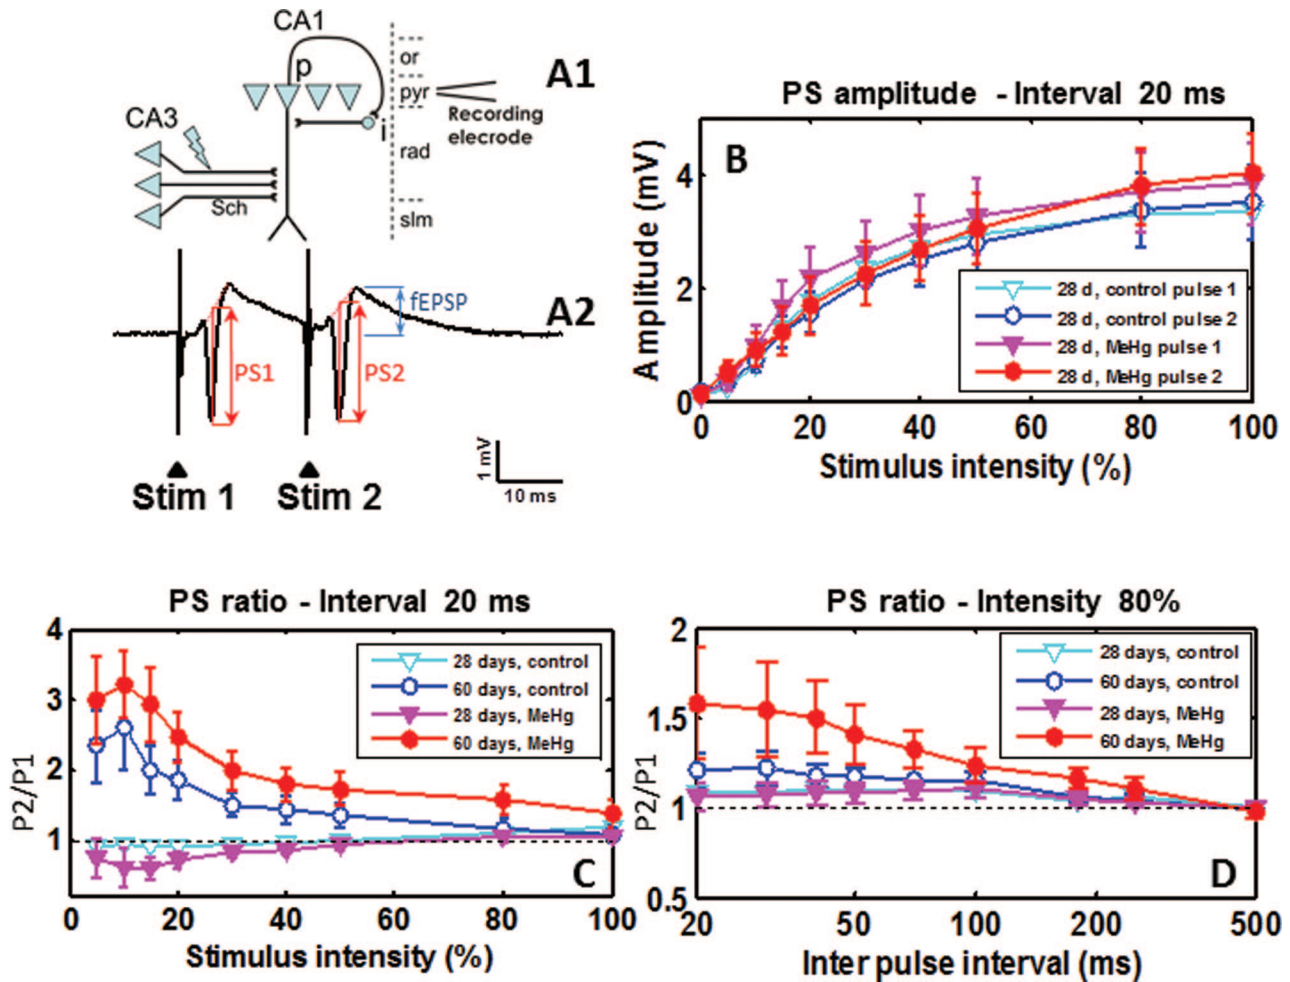 CA1
A1
or
p
pyr
Recording
elecrode
CA3
i
rad
Sch
slm
A2
fEPSP
PS1
PS2
1 mV
10 ms
Stim 1
Stim 2
PS amplitude - Interval 20 ms
B
Amplitude (mV)
4
2
0
28 d, control pulse 1
28 d, control pulse 2
28 d, MeHg pulse 1
28 d, MeHg pulse 2
0 20 40 60 80 100
Stimulus intensity (%)
PS ratio - Interval 20 ms
P2/P1
4
3
2
1
28 days, control
60 days, control
28 days, MeHg
60 days, MeHg
C
0 20 40 60 80 100
Stimulus intensity (%)
PS ratio - Intensity 80%
P2/P1
2
1.5
1
0.5
28 days, control
60 days, control
28 days, MeHg
60 days, MeHg
D
20 50 100 200 500
Inter pulse interval (ms)